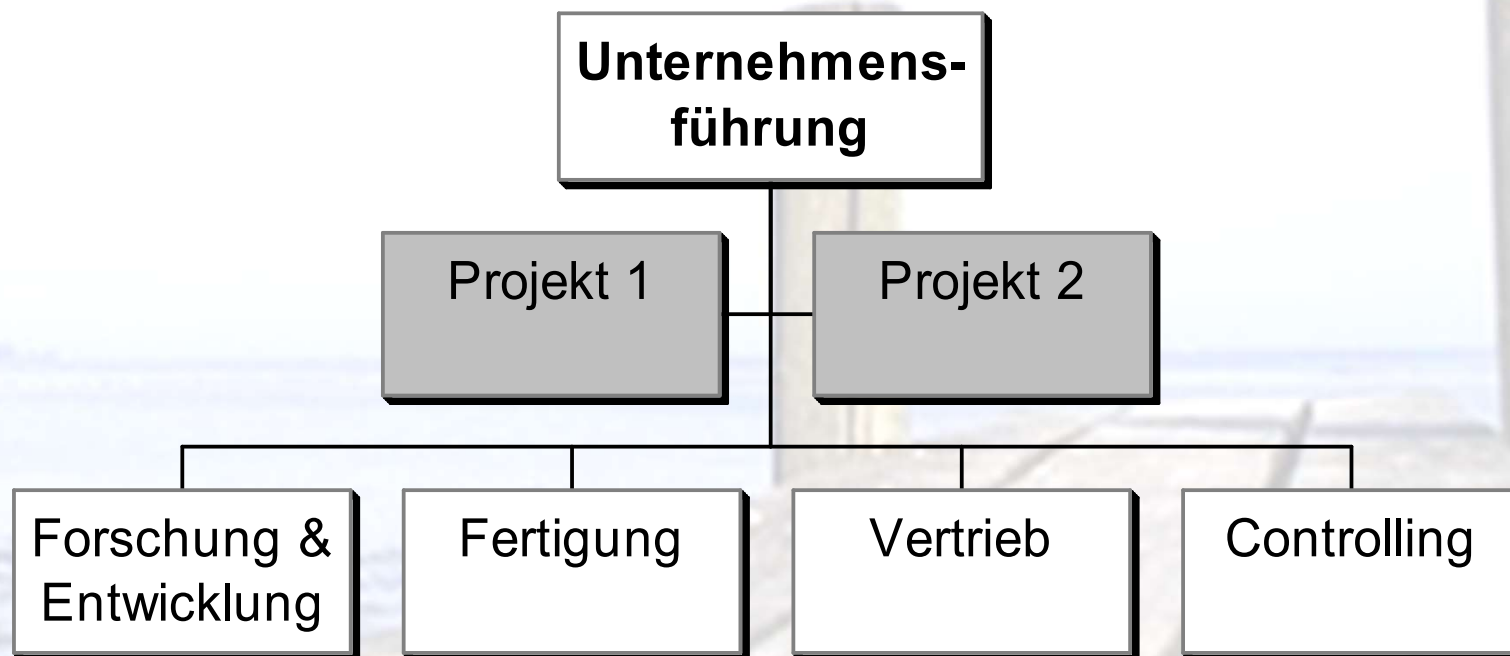 Unternehmens-
führung
Projekt 1
Projekt 2
Forschung &
Entwicklung
Fertigung
Vertrieb
Controlling